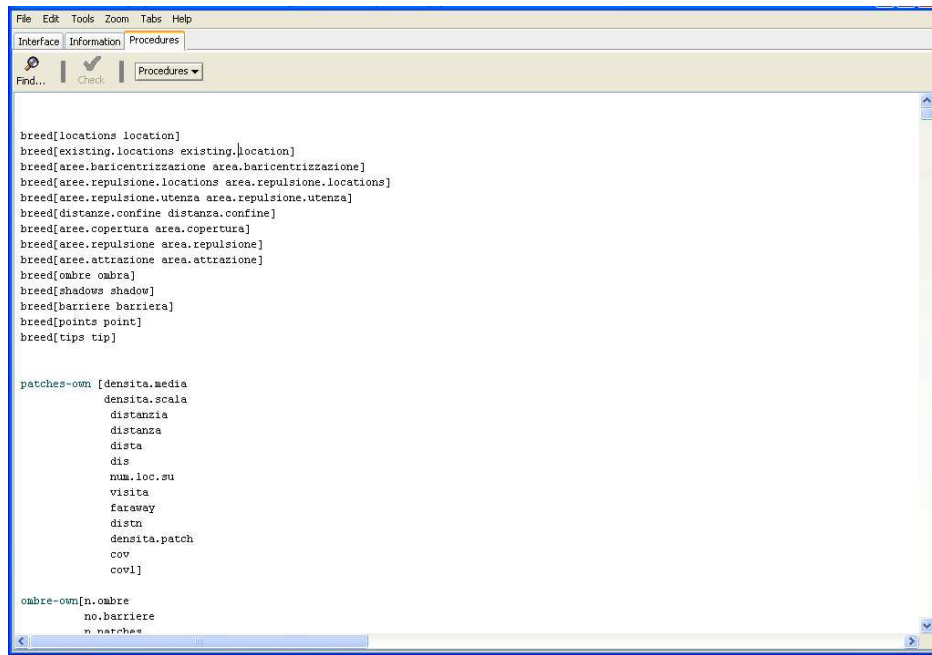 File Edit Tools Zoom Tabs Help
Interface Information Procedures
Find... Check Procedures
breed[locations location]
breed[existing.locations existing.location]
breed[aree.baricentrizzazione area.baricentrizzazione]
breed[aree.repulsione.locations area.repulsione.locations]
breed[aree.repulsione.utenza area.repulsione.utenza]
breed[distanze.confine distanza.confine]
breed[aree.copertura area.copertura]
breed[aree.repulsione area.repulsione]
breed[aree.attrazione area.attrazione]
breed[ombre ombra]
breed[shadows shadow]
breed[barriere barriera]
breed[points point]
breed[tips tip]
patches-own [densita.media
densita.scala
distanzia
distanza
dista
dis
num.loc.su
visita
faraway
distn
densita.patch
cov
cov1]
ombre-own[n.ombre
no.barriere
n.patches